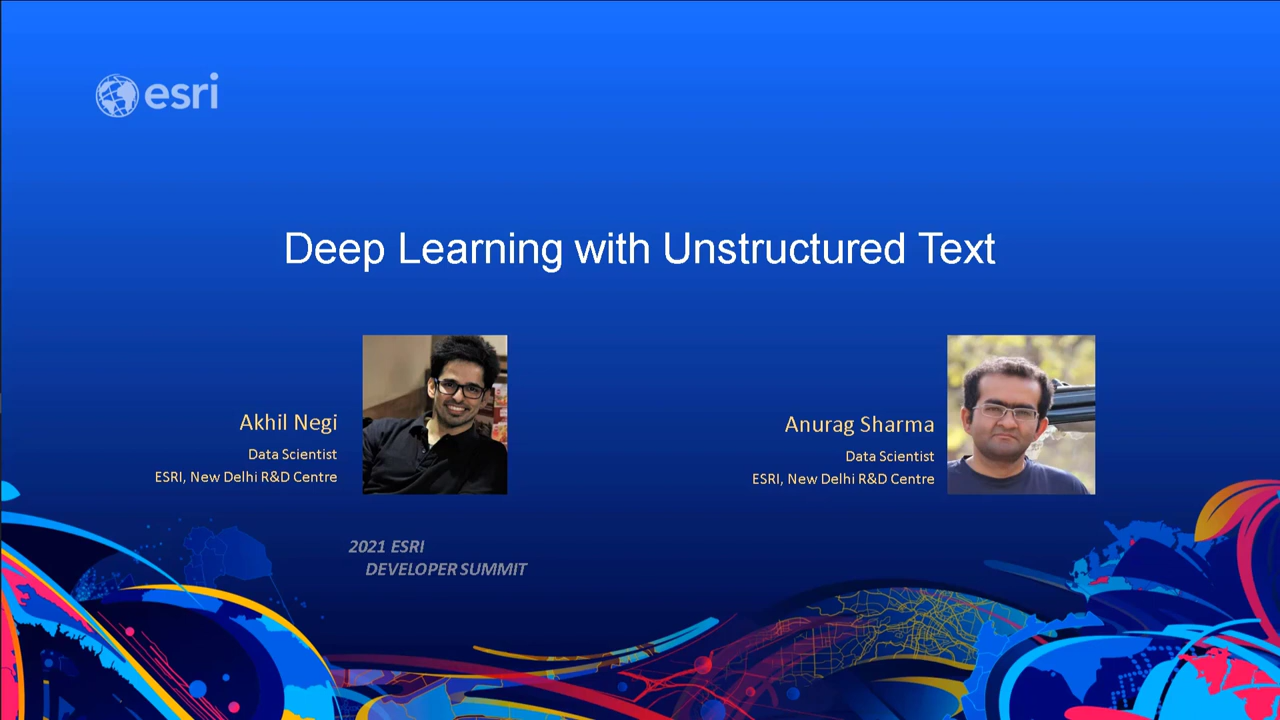 esri
Deep Learning with Unstructured Text
Akhil Negi
Data Scientist
ESRI, New Delhi R&D Centre
Anurag Sharma
Data Scientist
ESRI, New Delhi R&D Centre
2021 ESRI
DEVELOPER SUMMIT